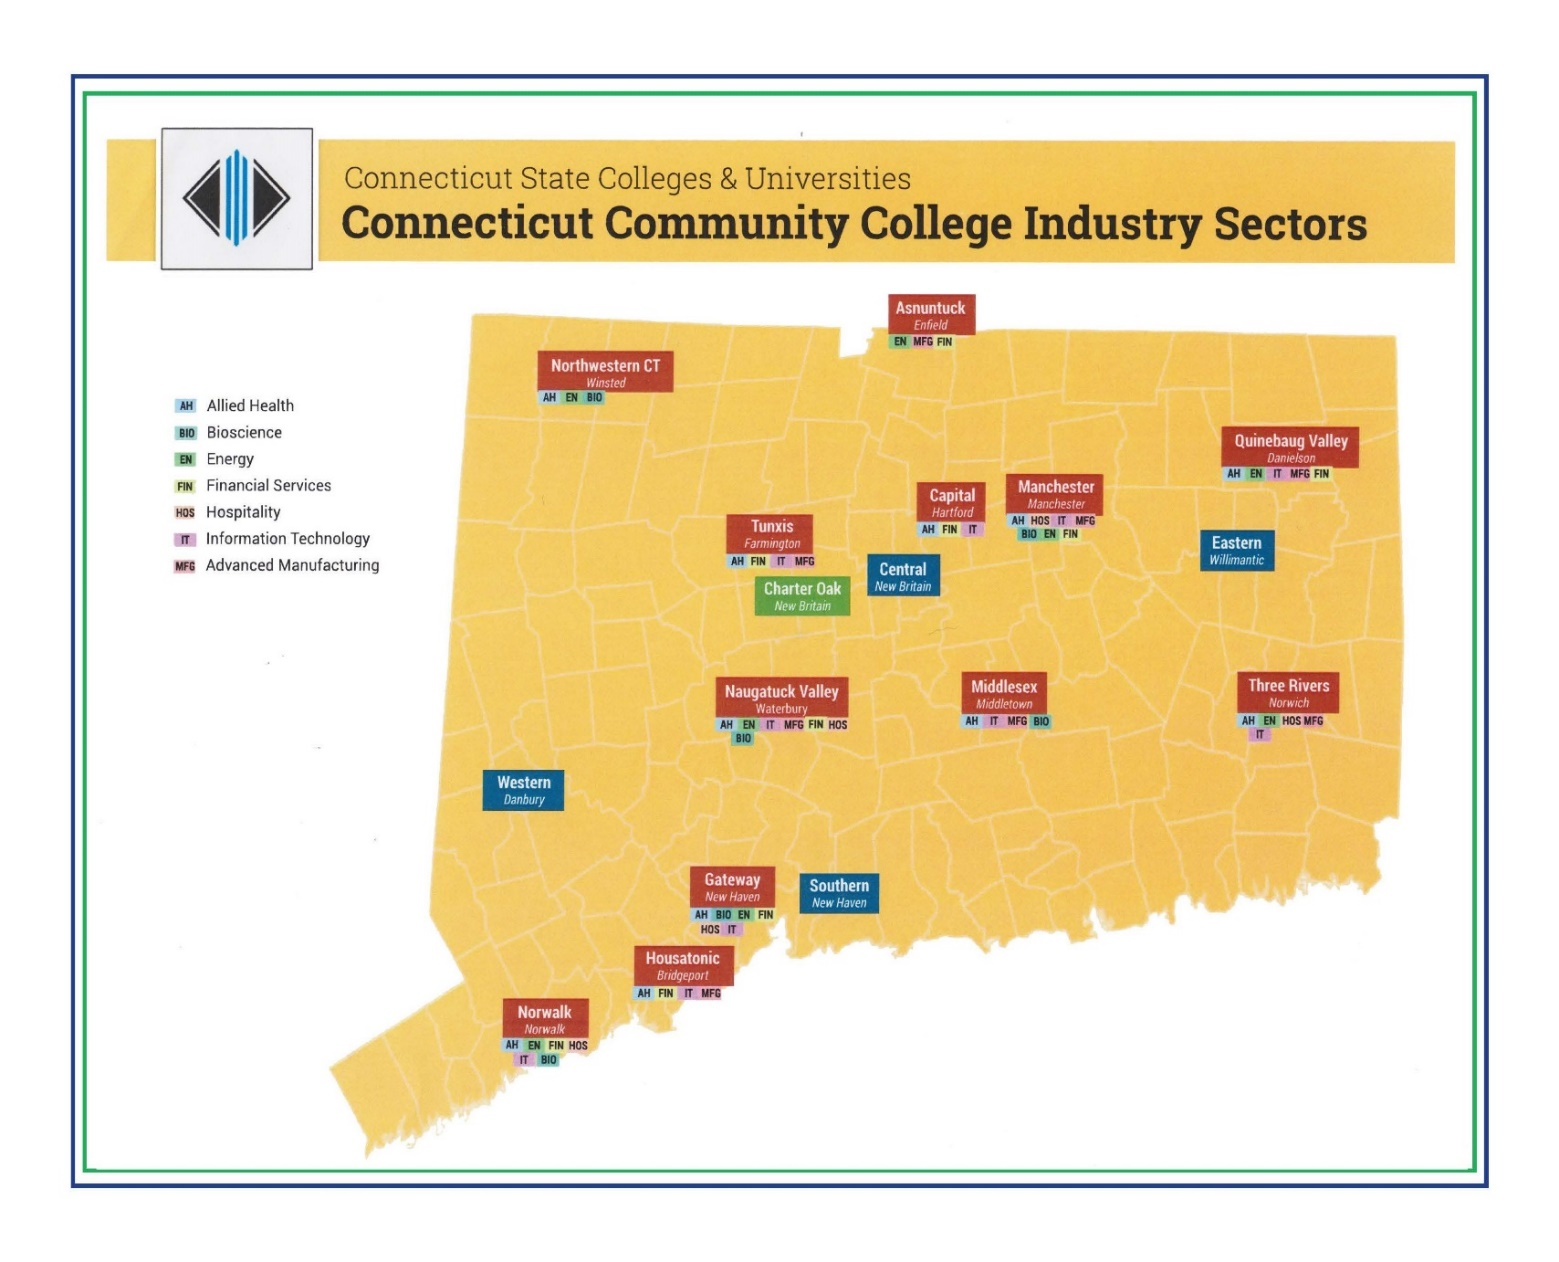 Connecticut State Colleges & Universities
Connecticut Community College Industry Sectors
AH Allied Health
BIO Bioscience
EN Energy
FIN Financial Services
HOS Hospitality
IT Information Technology
MFG Advanced Manufacturing
Asnuntuck
Enfield
EN MFG FIN
Northwestern CT
Winsted
AH EN BIO
Quinebaug Valley
Danielson
AH EN IT MFG FIN
Capital
Hartford
AH FIN IT
Manchester
Manchester
AH HOS IT MFG
BIO EN FIN
Tunxis
Farmington
AH FIN IT MFG
Eastern
Willimantic
Central
New Britain
Charter Oak
New Britain
Naugatuck Valley
Waterbury
AH EN IT MFG FIN HOS
BIO
Middlesex
Middletown
AH IT MFG BIO
Three Rivers
Norwich
AH EN HOS MFG
IT
Western
Danbury
Gateway
New Haven
AH BIO EN FIN
HOS IT
Southern
New Haven
Housatonic
Bridgeport
AH FIN IT MFG
Norwalk
Norwalk
AH EN FIN HOS
IT BIO